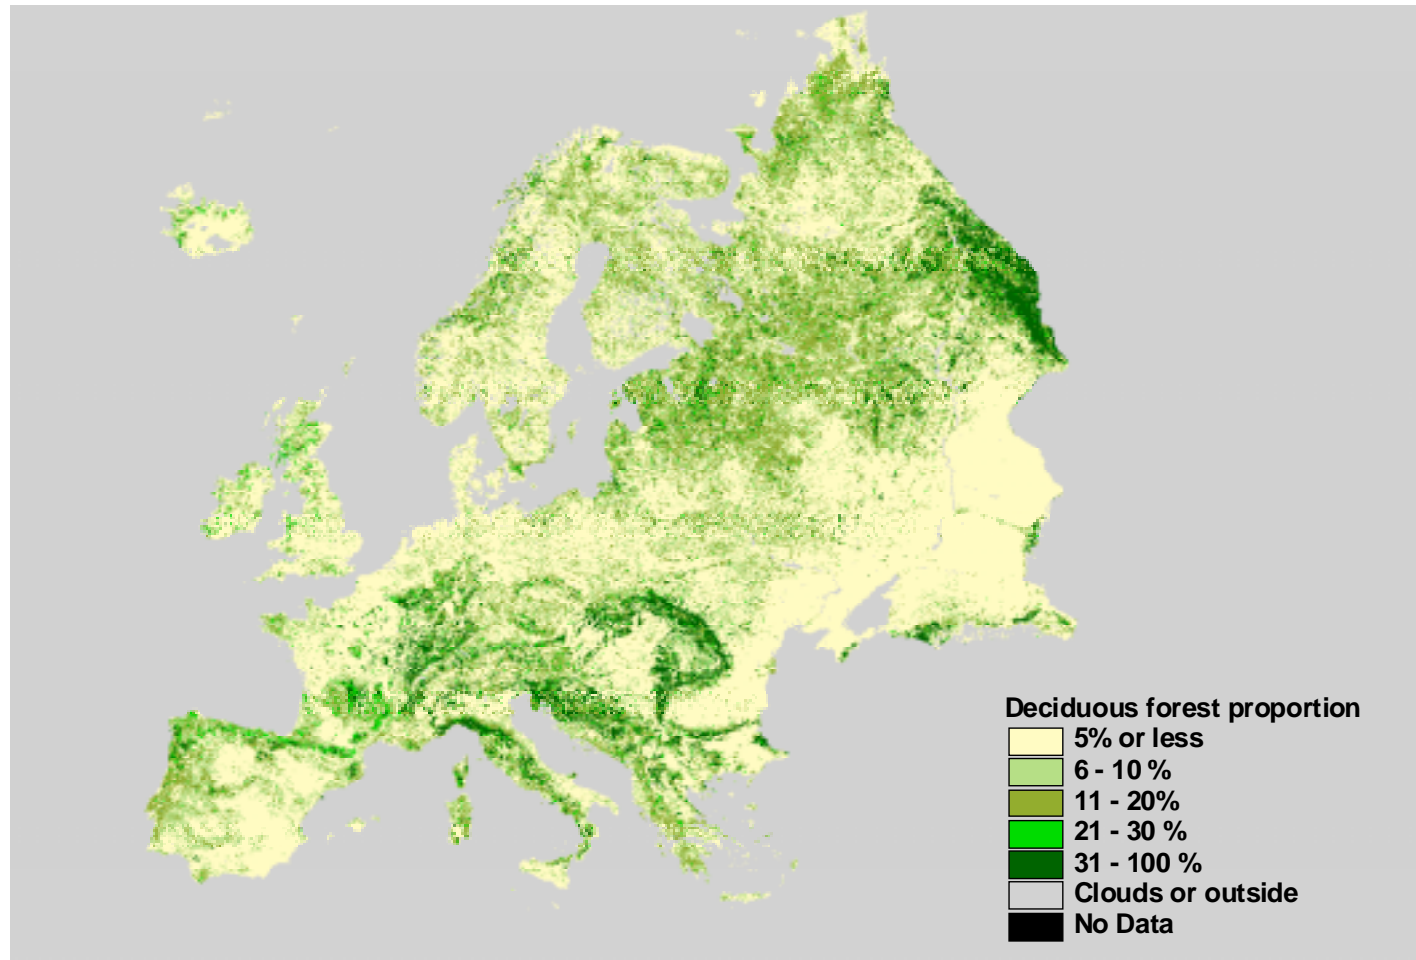 Deciduous forest proportion
5% or less
6 - 10 %
11 - 20%
21 - 30 %
31 - 100 %
Clouds or outside
No Data